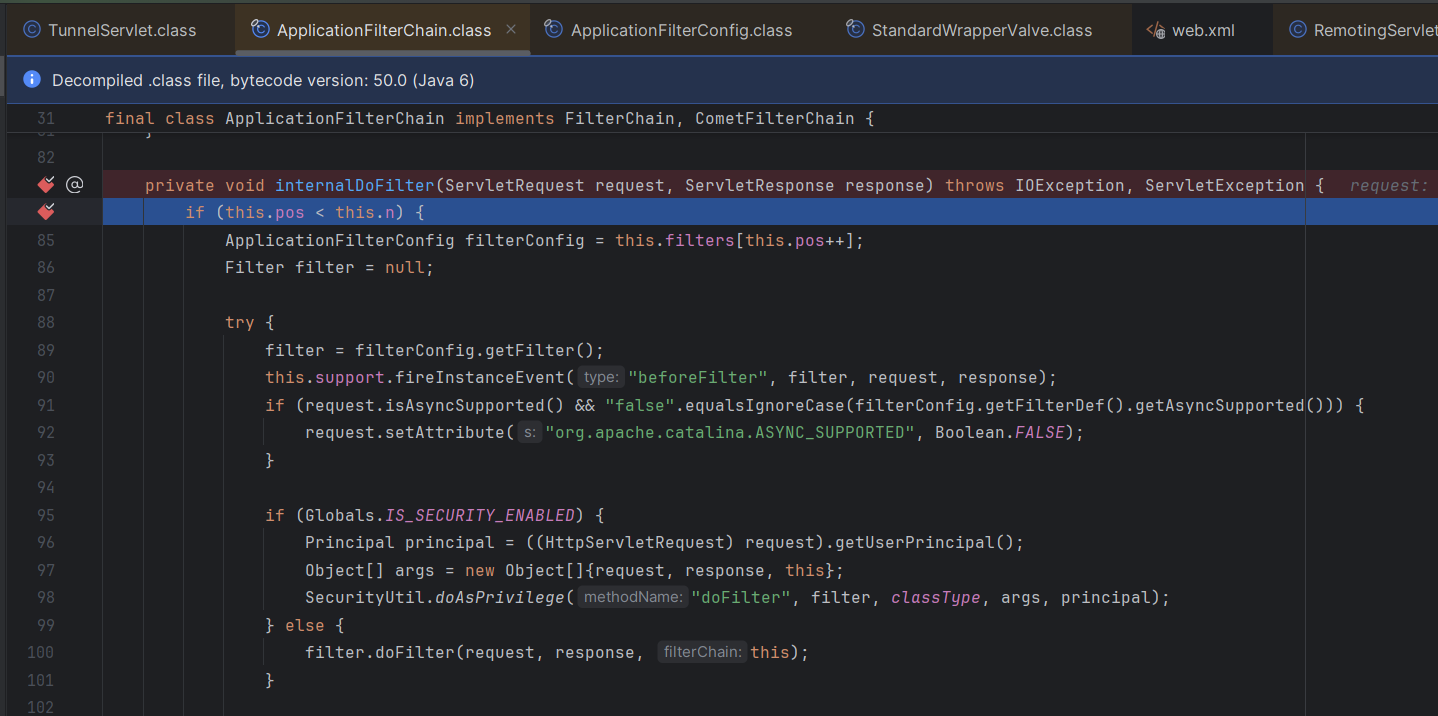 TunnelServlet.class ApplicationFilterChain.class × ApplicationFilterConfig.class StandardWrapperValve.class web.xml RemotingServlet
Decompiled .class file, bytecode version: 50.0 (Java 6)
31 final class ApplicationFilterChain implements FilterChain, CometFilterChain {
81 }
82
@ private void internalDoFilter(ServletRequest request, ServletResponse response) throws IOException, ServletException { request:
if (this.pos < this.n) {
85 ApplicationFilterConfig filterConfig = this.filters[this.pos++];
86 Filter filter = null;
87
88 try {
89 filter = filterConfig.getFilter();
90 this.support.fireInstanceEvent( type: "beforeFilter", filter, request, response);
91 if (request.isAsyncSupported() && "false".equalsIgnoreCase(filterConfig.getFilterDef().getAsyncSupported())) {
92 request.setAttribute( s: "org.apache.catalina.ASYNC_SUPPORTED", Boolean.FALSE);
93 }
94
95 if (Globals.IS_SECURITY_ENABLED) {
96 Principal principal = ((HttpServletRequest) request).getUserPrincipal();
97 Object[] args = new Object[]{request, response, this};
98 SecurityUtil.doAsPrivilege( methodName: "doFilter", filter, classType, args, principal);
99 } else {
100 filter.doFilter(request, response, filterChain: this);
101 }
102